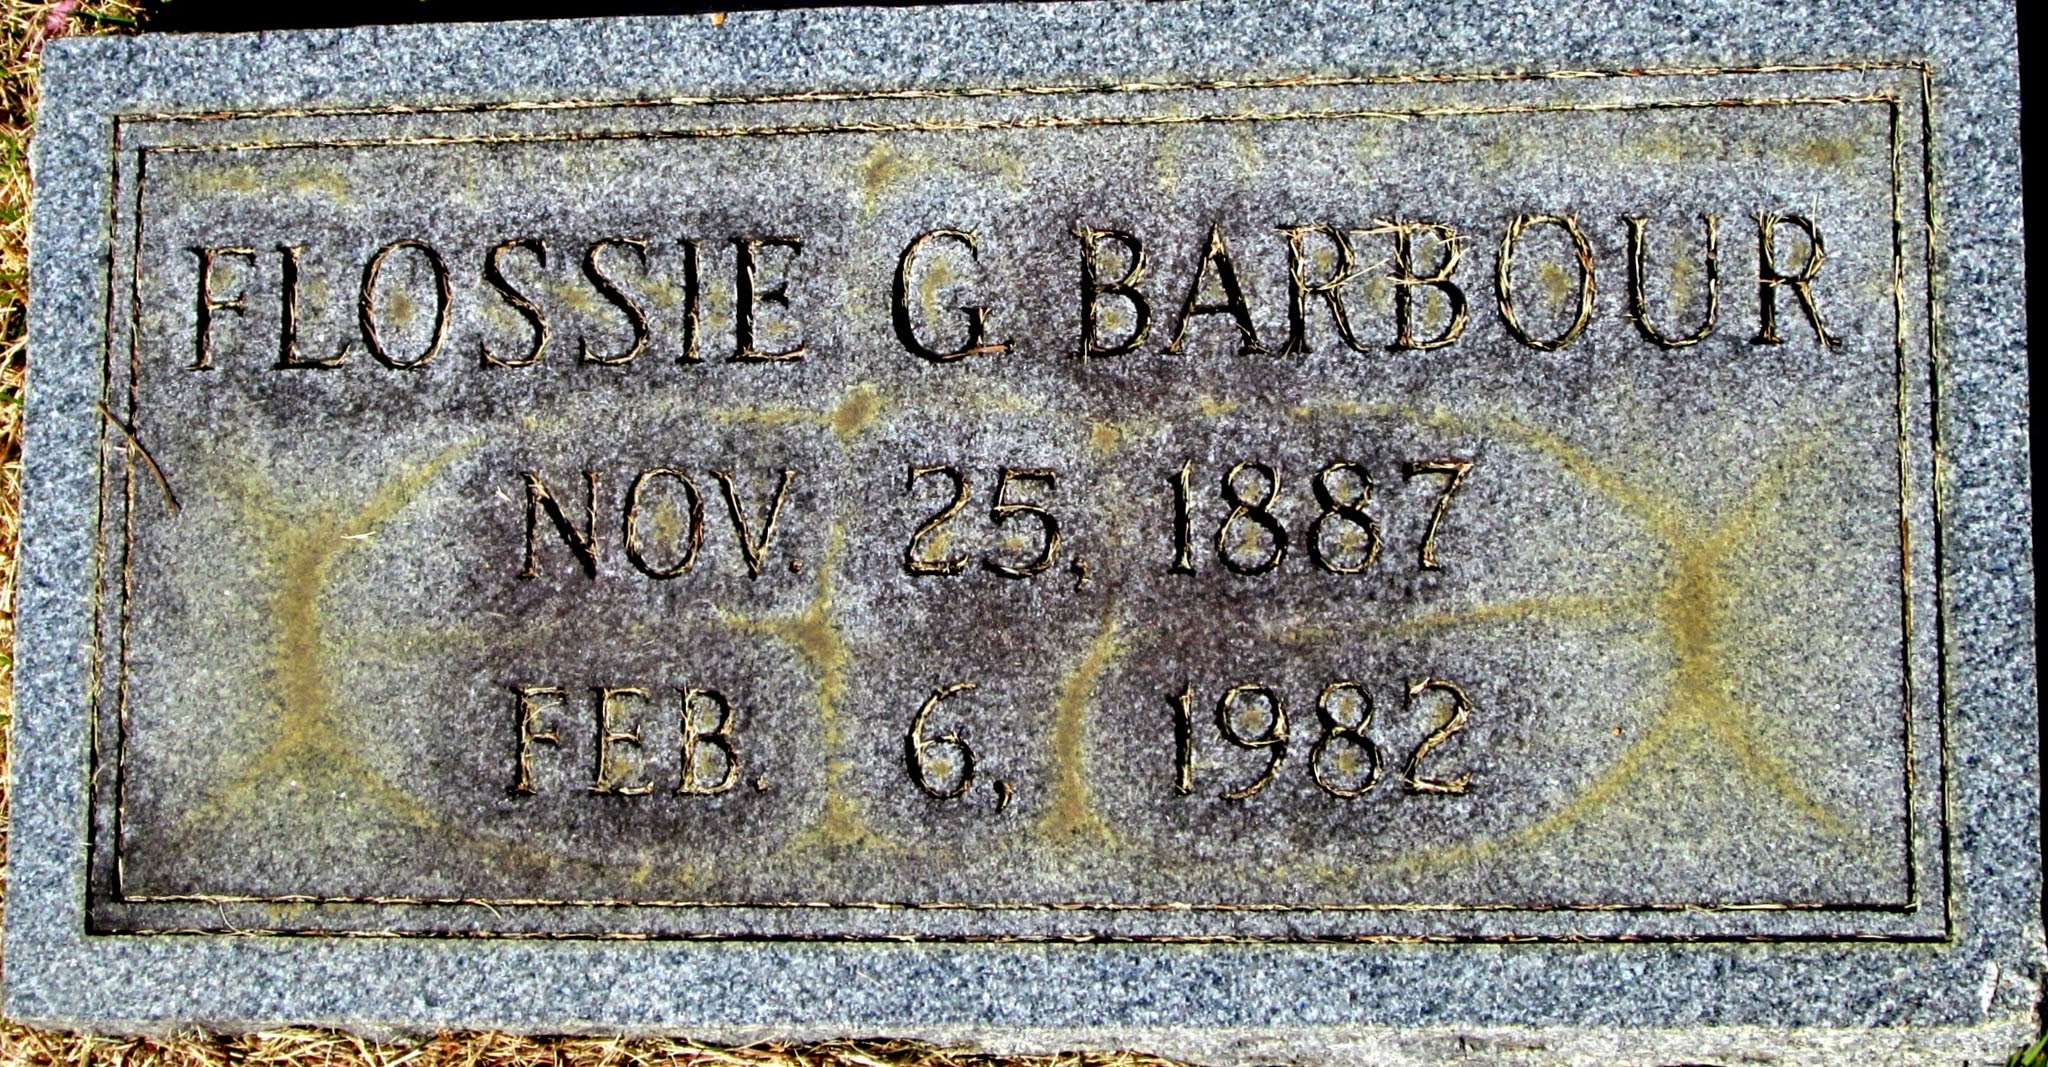 FLOSSIE G BARBOUR
NOV. 25, 1887
FEB. 6, 1982